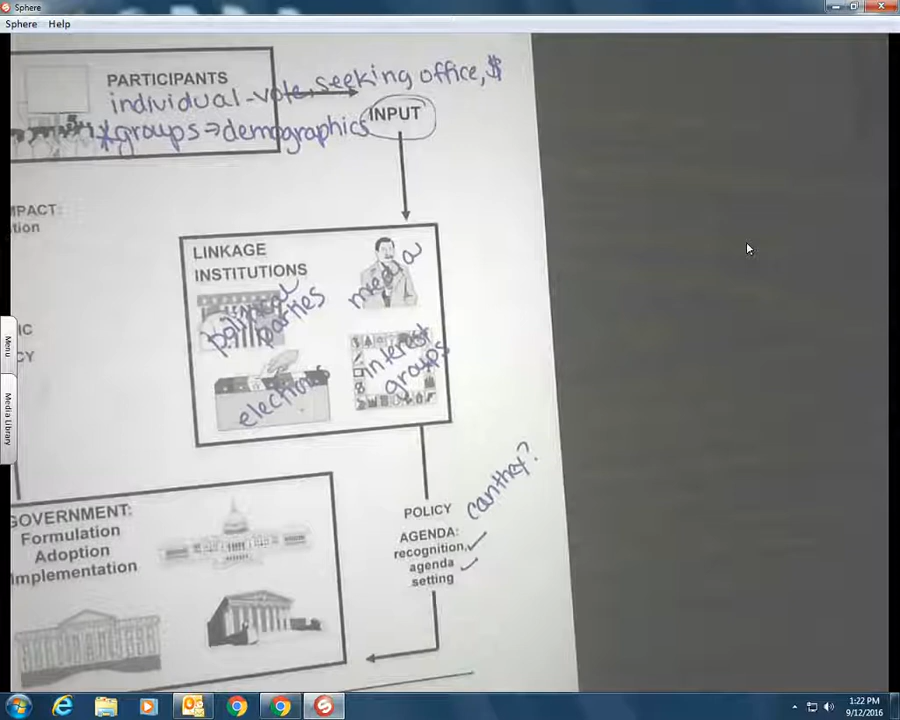 Sphere
Sphere Help
PARTICIPANTS
individual-vote, seeking office, $
*groups⇒demographics
INPUT
MPACT:
tion
LINKAGE
INSTITUTIONS
media
political
parties
interest
groups
elections
IC
CY
Menu
Media Library
can they?
POLICY
AGENDA:
recognition,
agenda
setting
GOVERNMENT:
Formulation
Adoption
Implementation
1:22 PM
9/12/2016